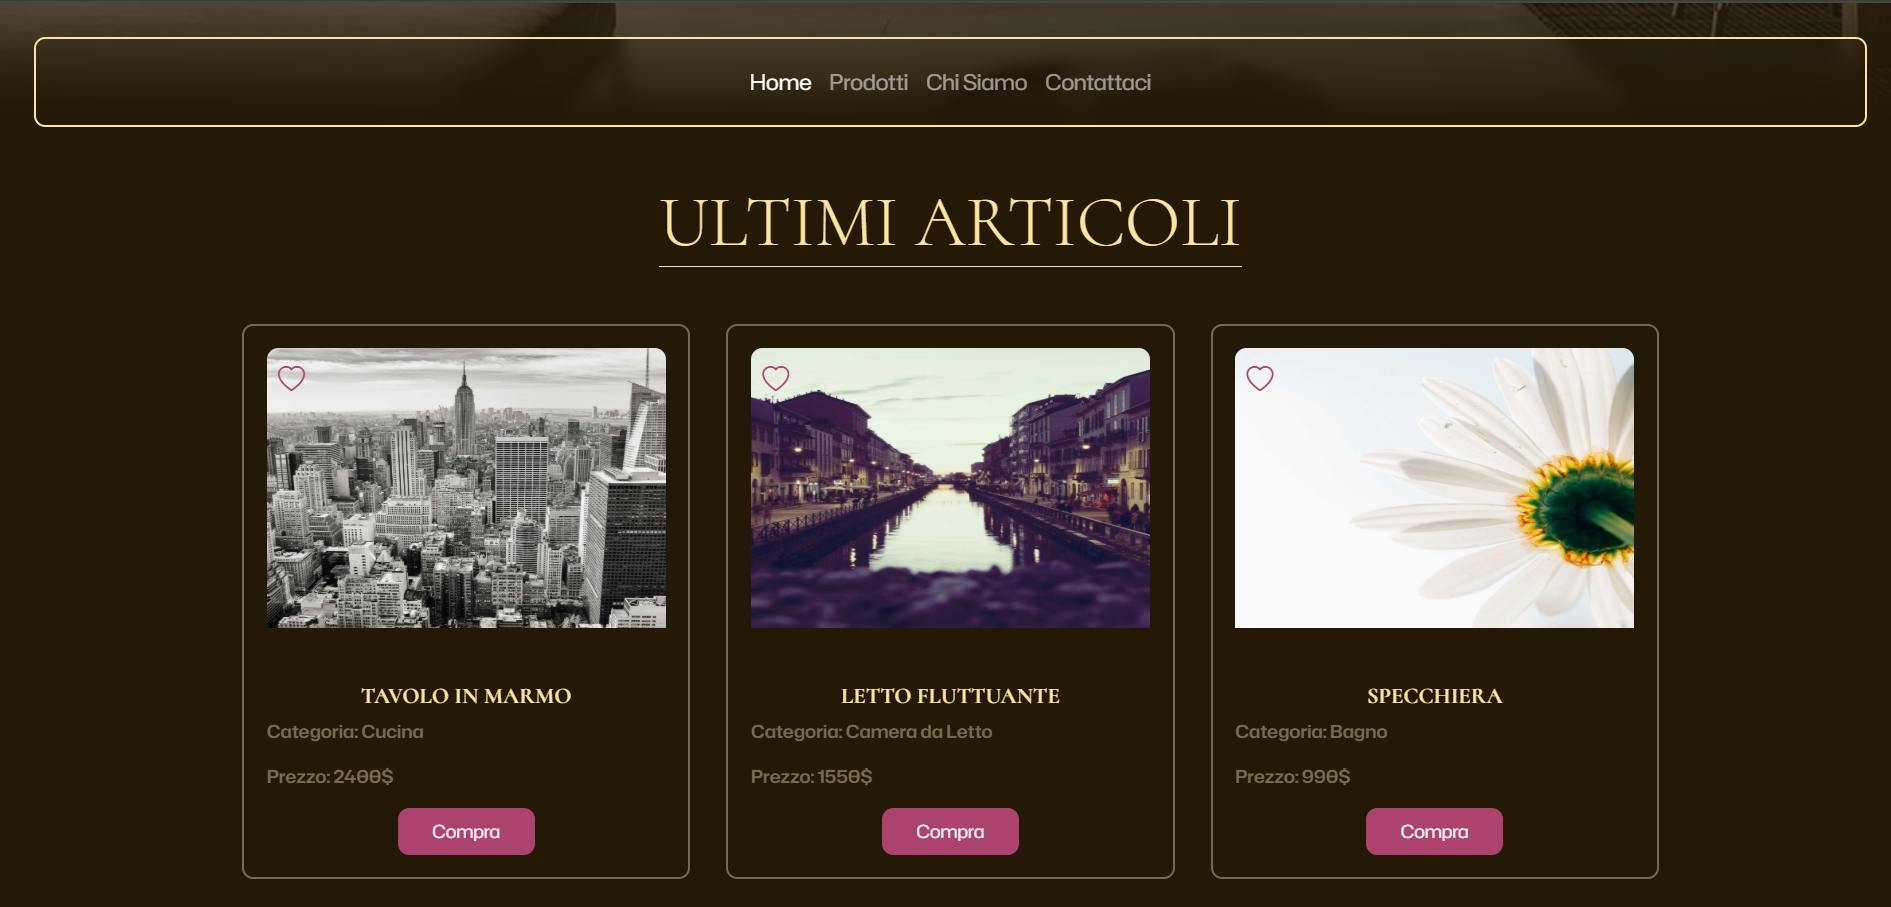 Home Prodotti Chi Siamo Contattaci
ULTIMI ARTICOLI
TAVOLO IN MARMO
Categoria: Cucina
Prezzo: 2400$
Compra
LETTO FLUTTUANTE
Categoria: Camera da Letto
Prezzo: 1550$
Compra
SPECCHIERA
Categoria: Bagno
Prezzo: 990$
Compra